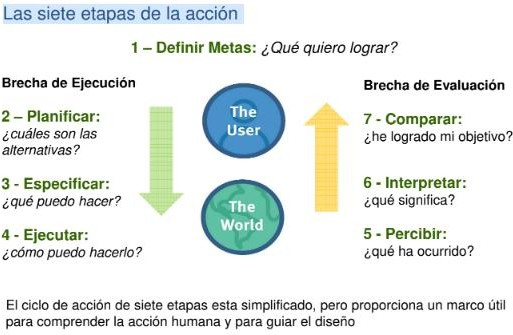 Las siete etapas de la acción
1 – Definir Metas: ¿Qué quiero lograr?
Brecha de Ejecución
2 – Planificar:
¿cuáles son las
alternativas?
3 - Especificar:
¿qué puedo hacer?
4 - Ejecutar:
¿cómo puedo hacerlo?
The
User
The
World
Brecha de Evaluación
7 - Comparar:
¿he logrado mi objetivo?
6 - Interpretar:
¿qué significa?
5 - Percibir:
¿qué ha ocurrido?
El ciclo de acción de siete etapas esta simplificado, pero proporciona un marco útil
para comprender la acción humana y para guiar el diseño